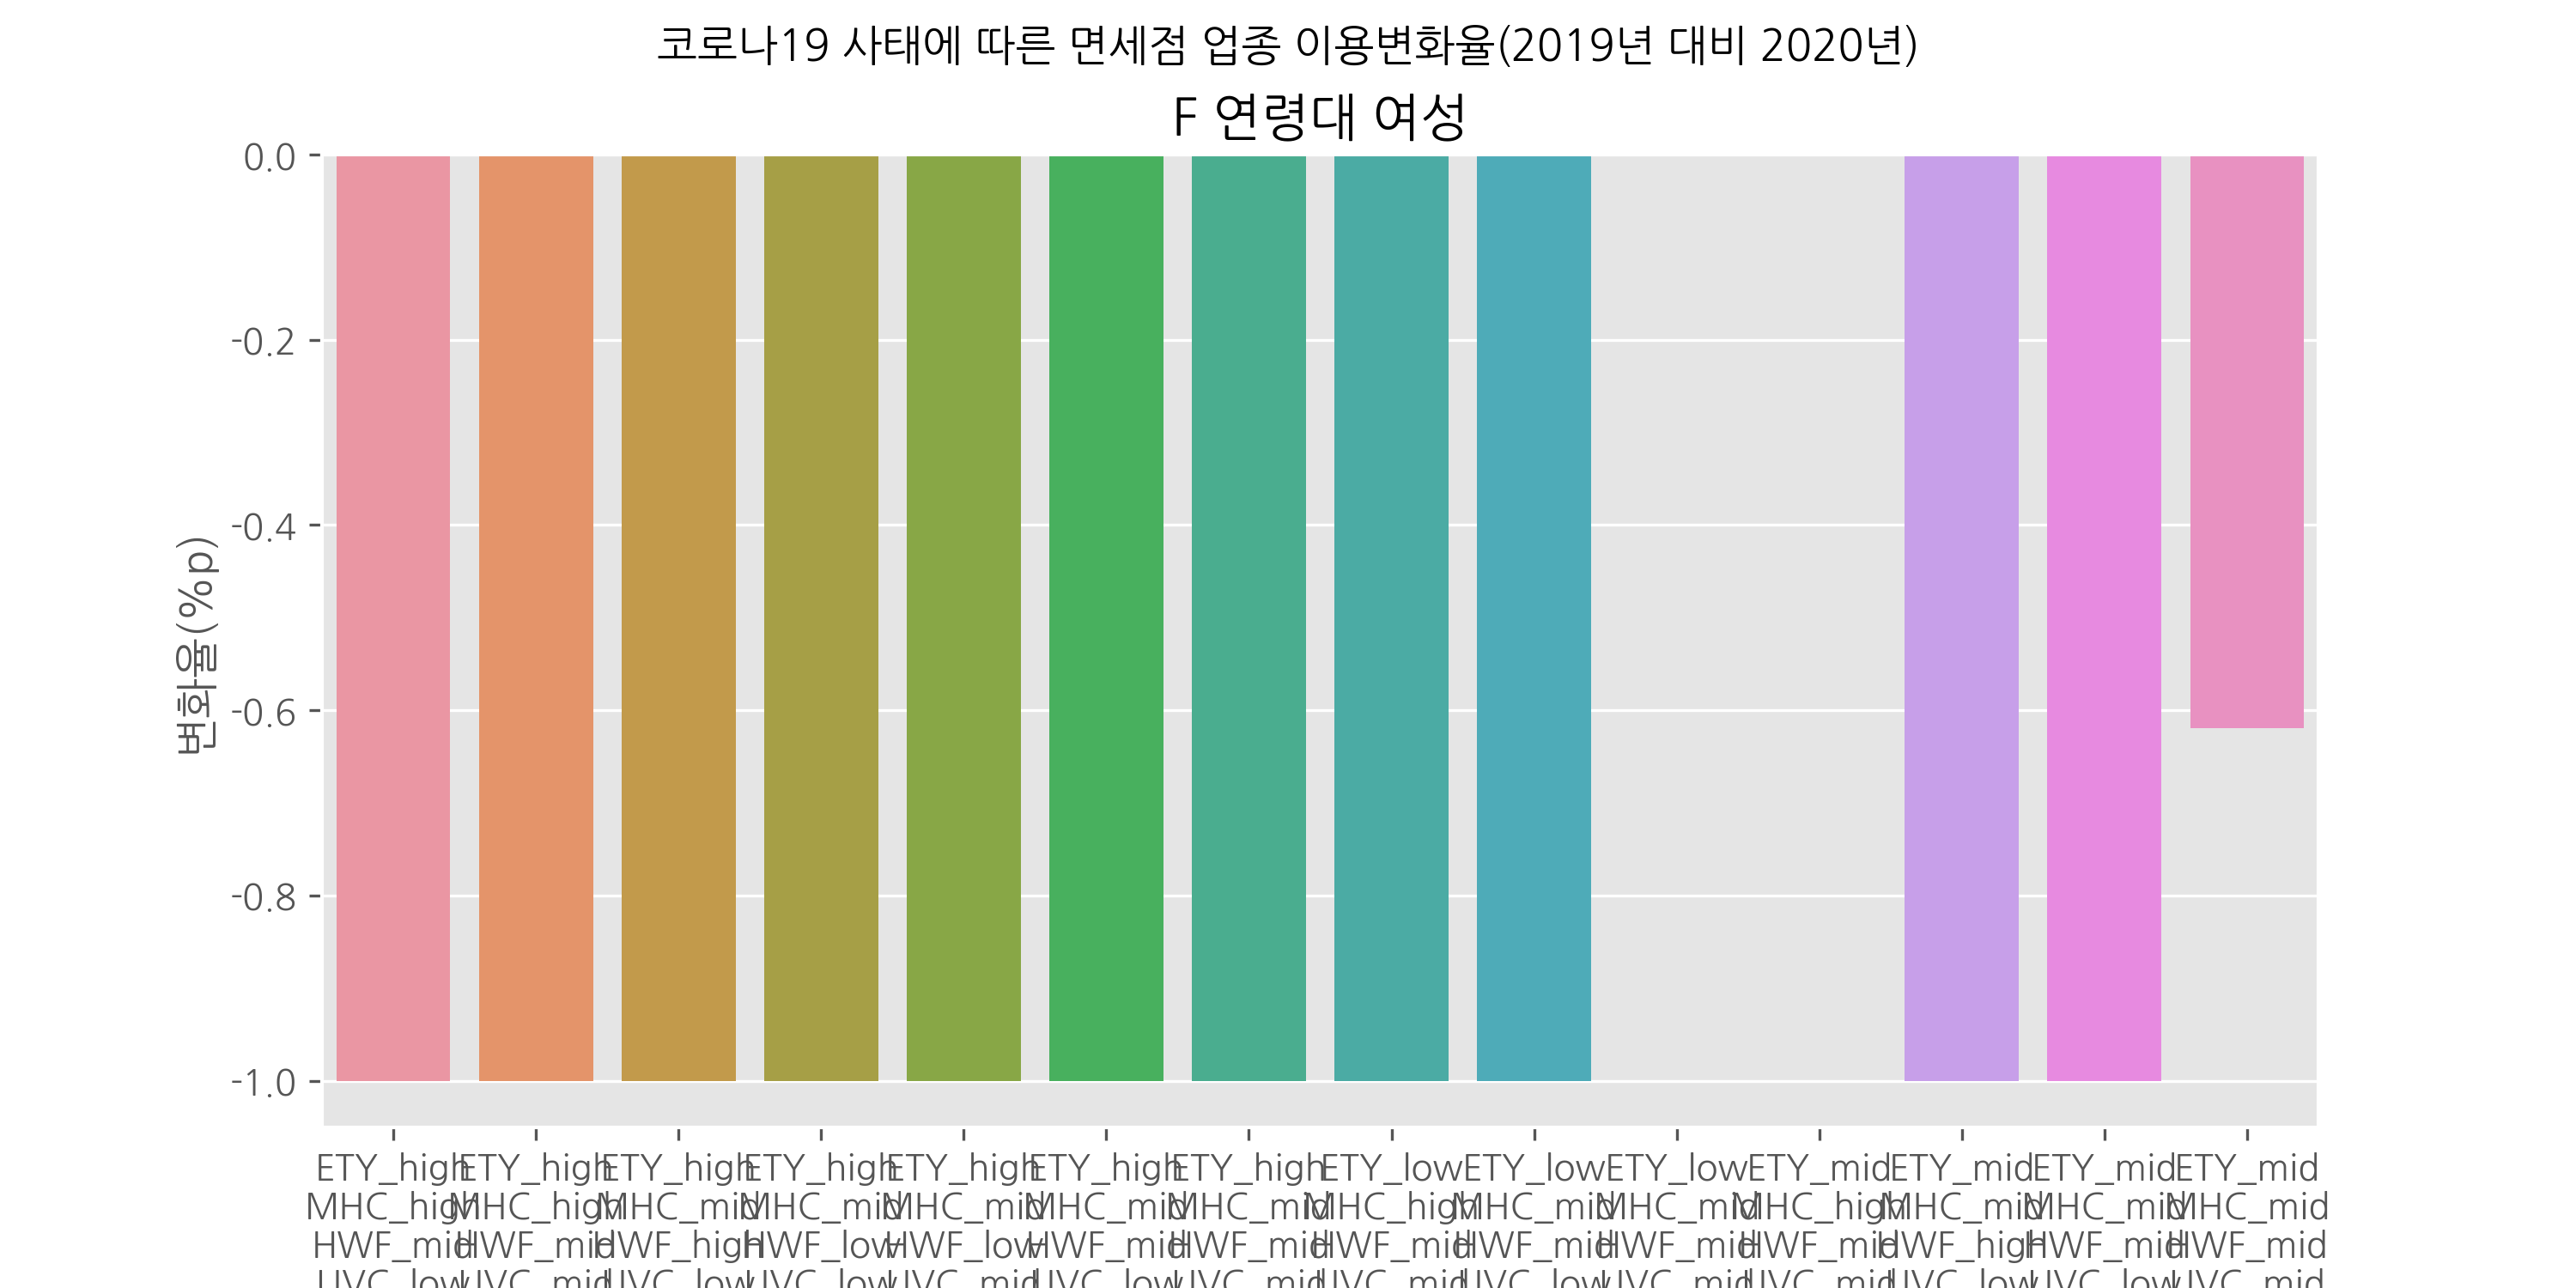 코로나19 사태에 따른 면세점 업종 이용변화율(2019년 대비 2020년)
F 연령대 여성
변화율(%p)
0.0
-0.2
-0.4
-0.6
-0.8
-1.0
ETY_high ETY_high ETY_high ETY_high ETY_high ETY_high ETY_high ETY_low ETY_low ETY_low ETY_mid ETY_mid ETY_mid ETY_mid
MHC_high MHC_high MHC_mid MHC_mid MHC_mid MHC_mid MHC_mid MHC_high MHC_mid MHC_mid MHC_high MHC_mid MHC_mid MHC_mid
HWF_mid HWF_mid HWF_high HWF_low HWF_low HWF_mid HWF_mid HWF_mid HWF_mid HWF_mid HWF_mid HWF_high HWF_mid HWF_mid